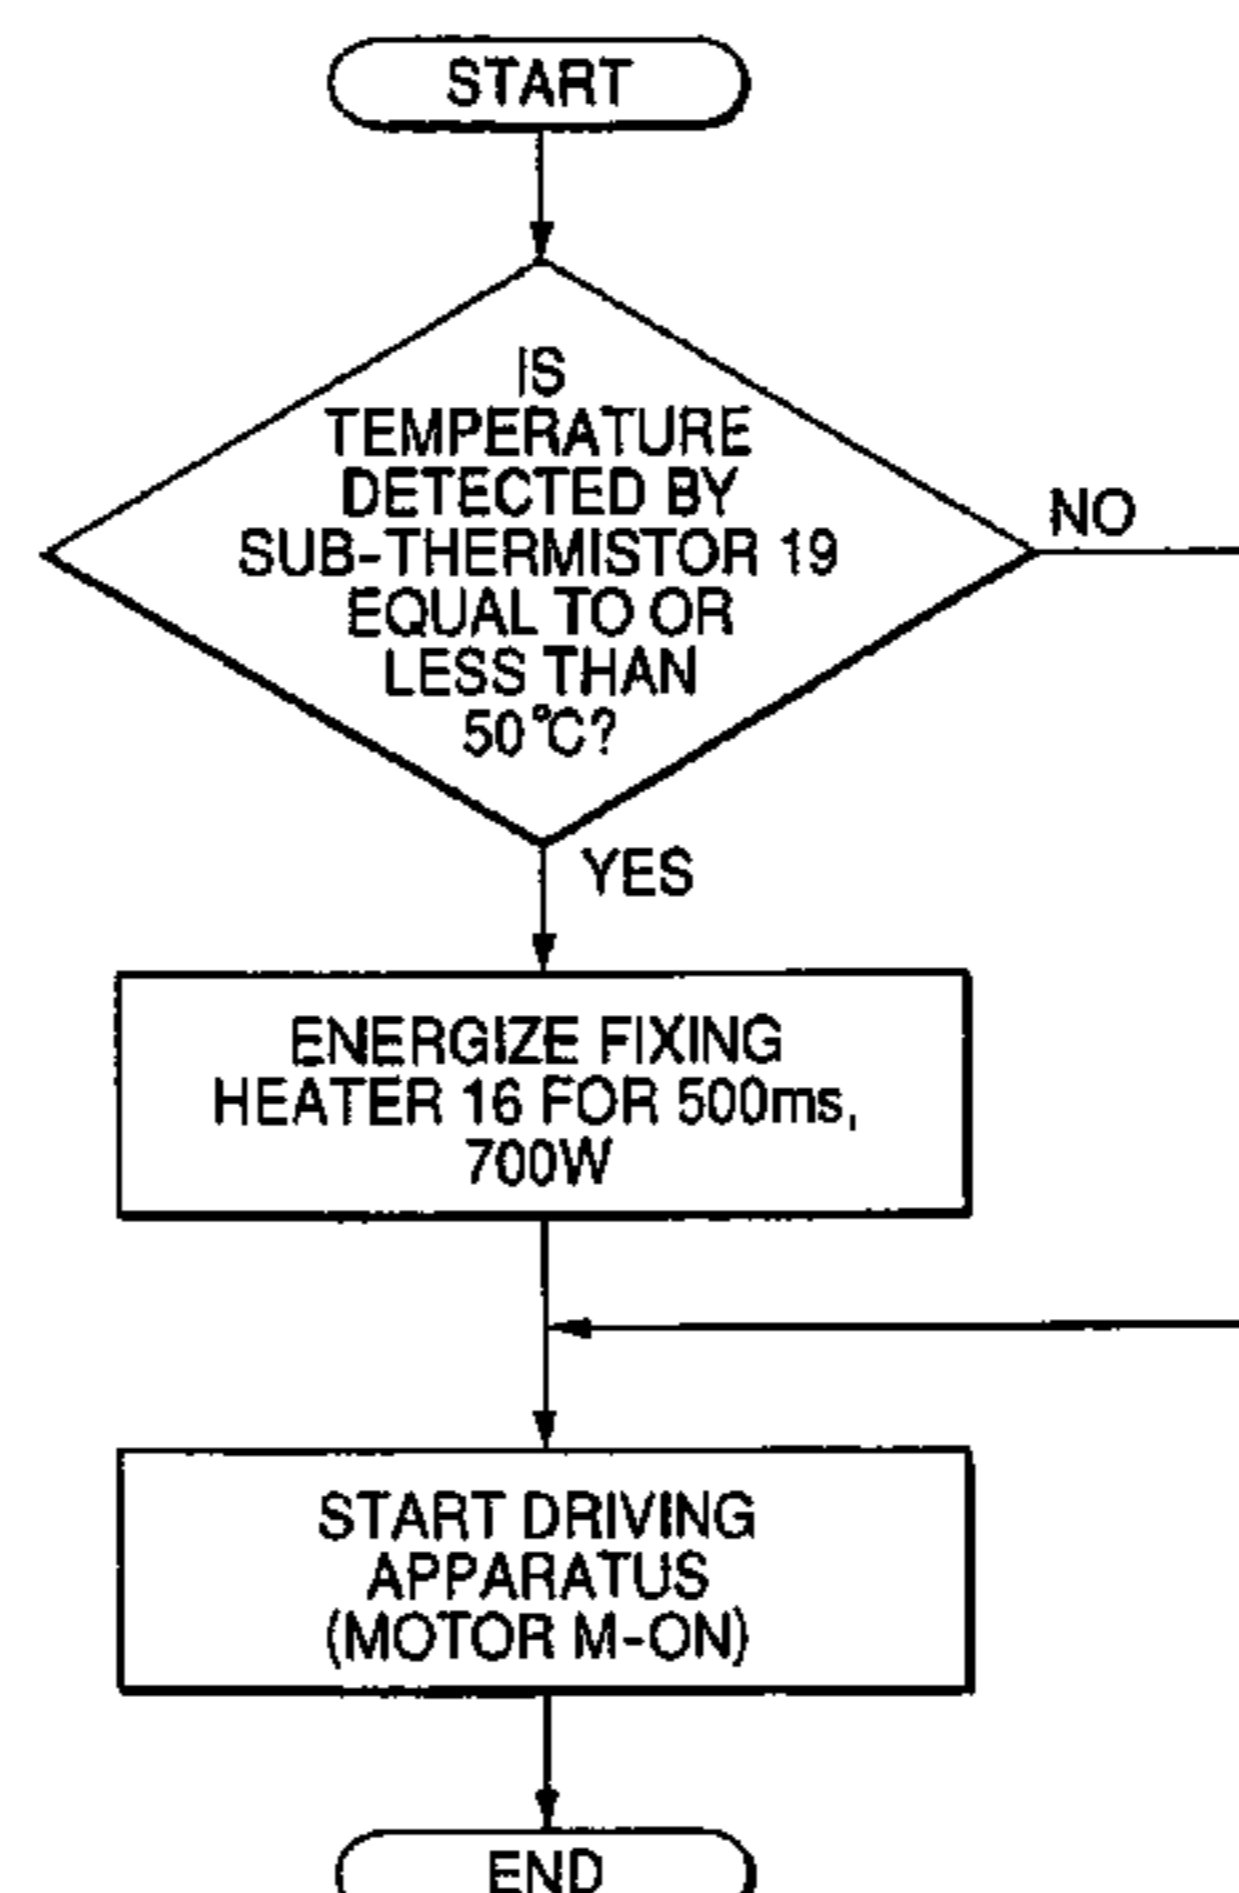 START
IS
TEMPERATURE
DETECTED BY
SUB-THERMISTOR 19
EQUAL TO OR
LESS THAN
50°C?
NO
YES
ENERGIZE FIXING
HEATER 16 FOR 500ms,
700W
START DRIVING
APPARATUS
(MOTOR M-ON)
END